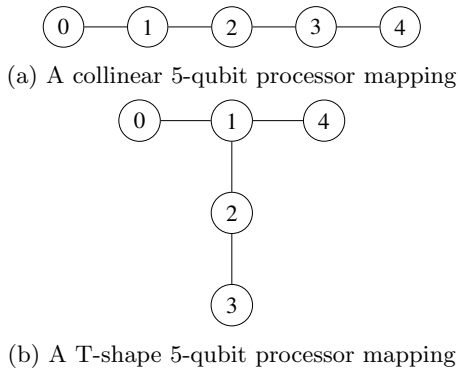 0 1 2 3 4
(a) A collinear 5-qubit processor mapping
0 1 4
2
3
(b) A T-shape 5-qubit processor mapping